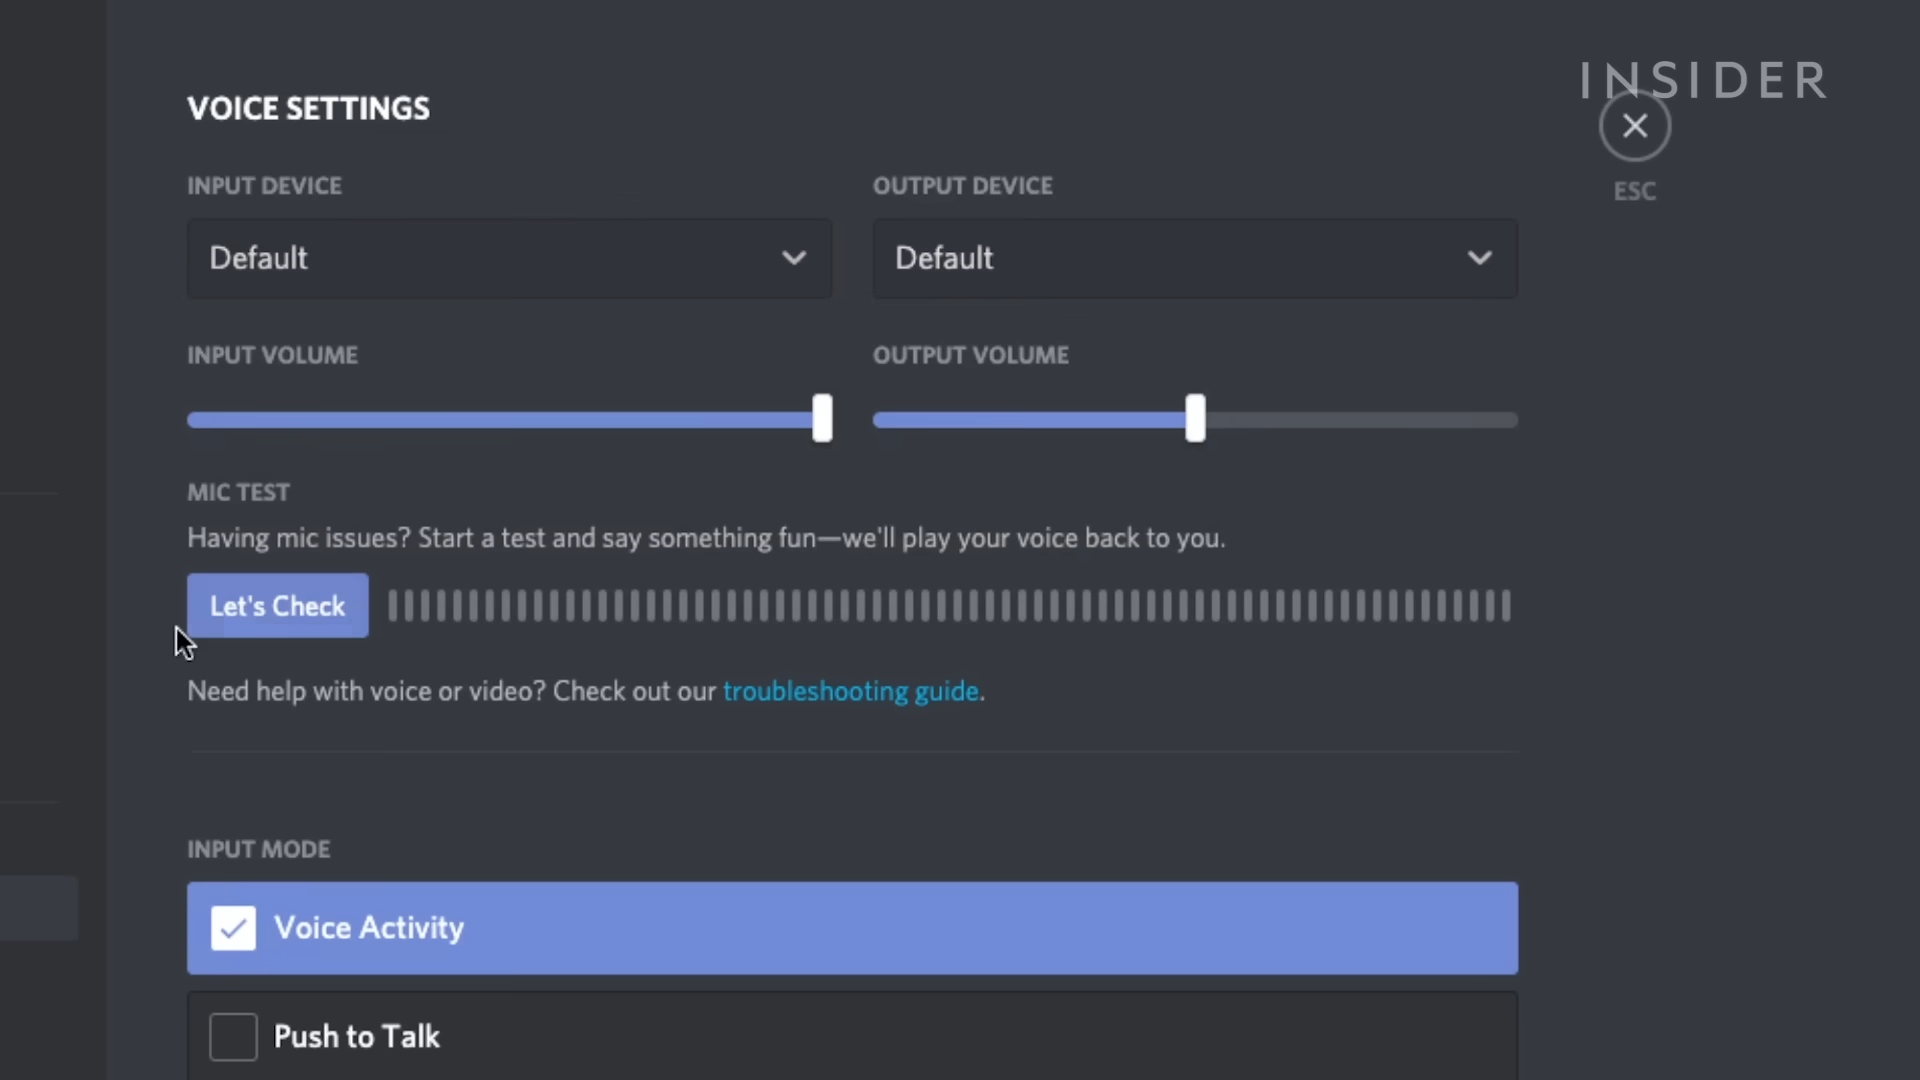 INSIDER
VOICE SETTINGS
ESC
INPUT DEVICE
OUTPUT DEVICE
Default
Default
INPUT VOLUME
OUTPUT VOLUME
MIC TEST
Having mic issues? Start a test and say something fun—we'll play your voice back to you.
Let's Check
Need help with voice or video? Check out our troubleshooting guide.
INPUT MODE
Voice Activity
Push to Talk